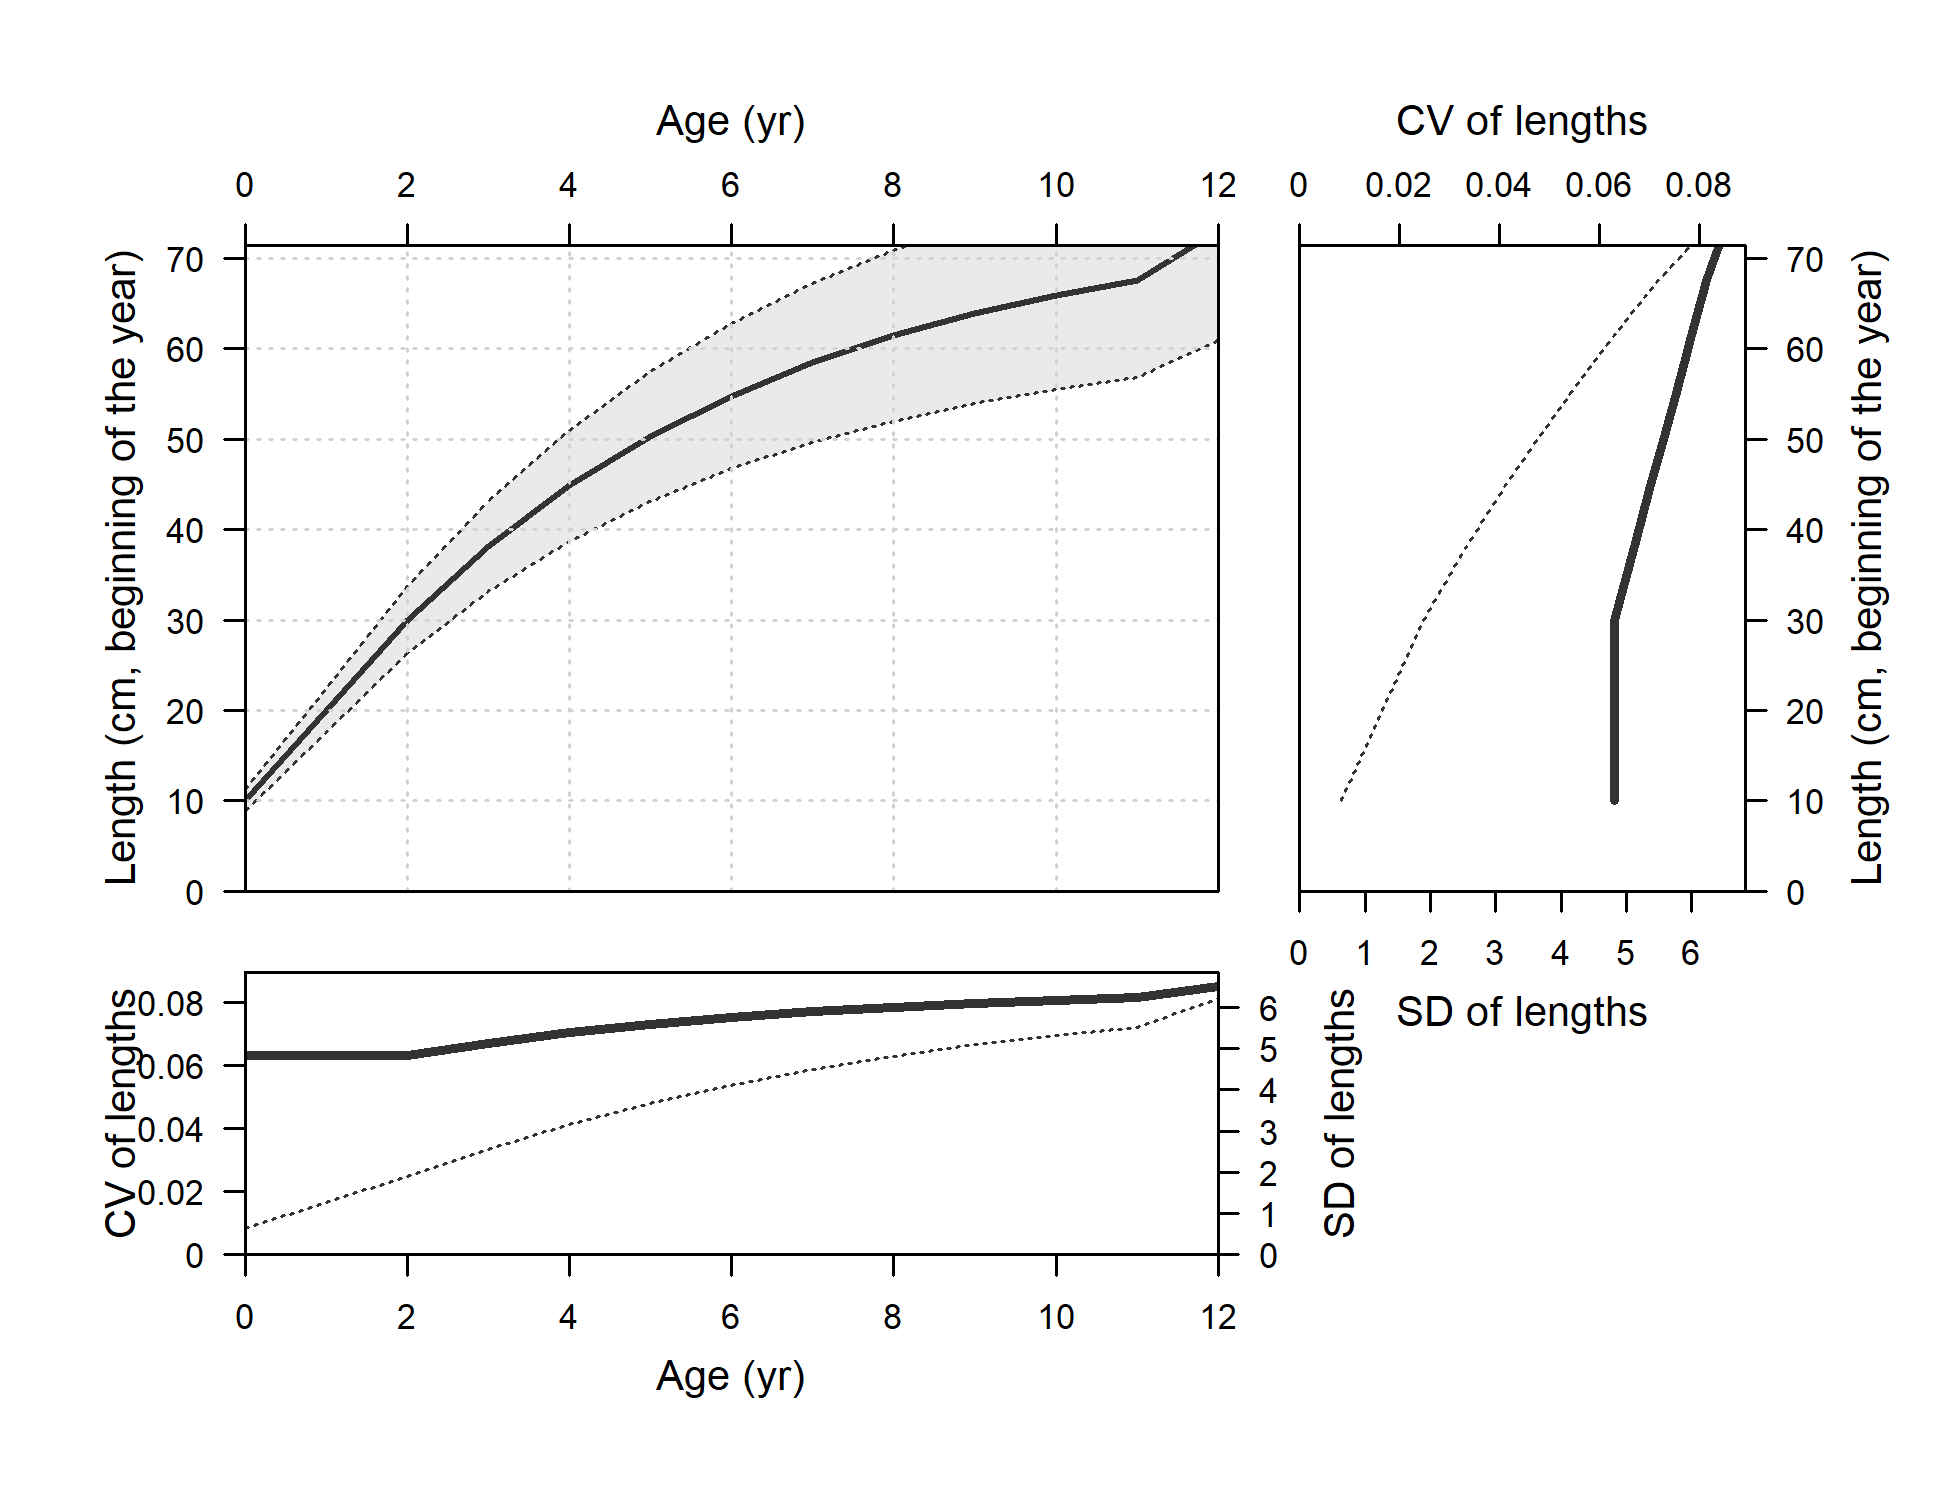 Age (yr)
0 2 4 6 8 10 12
Length (cm, beginning of the year)
70
60
50
40
30
20
10
0
CV of lengths
0 0.02 0.04 0.06 0.08
70
60
50
40
30
20
10
0
Length (cm, beginning of the year)
0 1 2 3 4 5 6
SD of lengths
CV of lengths
0.08
0.06
0.04
0.02
0
6
5
4
3
2
1
0
SD of lengths
0 2 4 6 8 10 12
Age (yr)